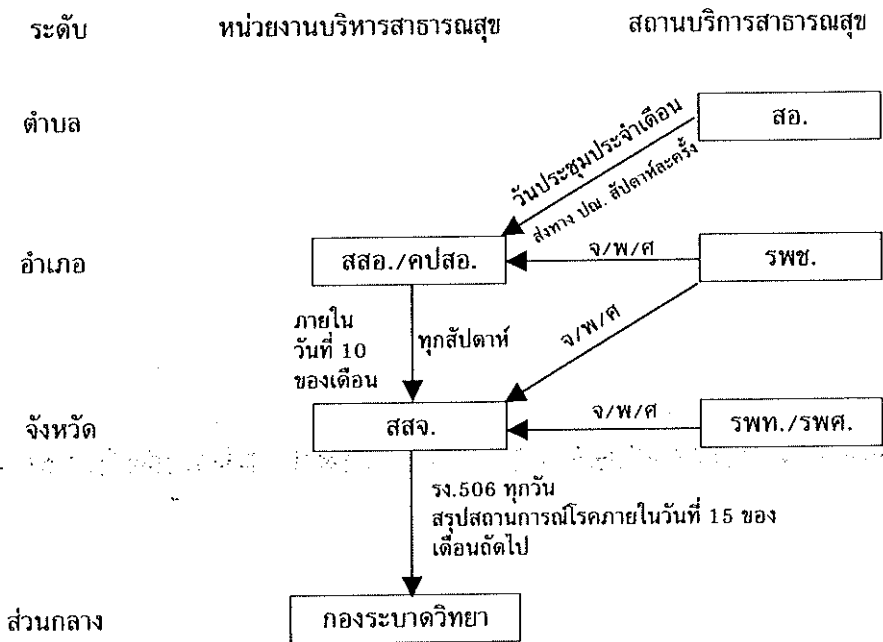 ระดับ หน่วยงานบริหารสาธารณสุข สถานบริการสาธารณสุข
ตำบล สอ.
วันประชุมประจำเดือน
ส่งทาง ปณ. สัปดาห์ละครั้ง
อำเภอ สสอ./คปสอ. จ/พ/ศ รพช.
ภายใน
วันที่ 10
ของเดือน
ทุกสัปดาห์
จ/พ/ศ
จังหวัด สสจ. จ/พ/ศ รพท./รพศ.
รง.506 ทุกวัน
สรุปสถานการณ์โรคภายในวันที่ 15 ของ
เดือนถัดไป
ส่วนกลาง กองระบาดวิทยา